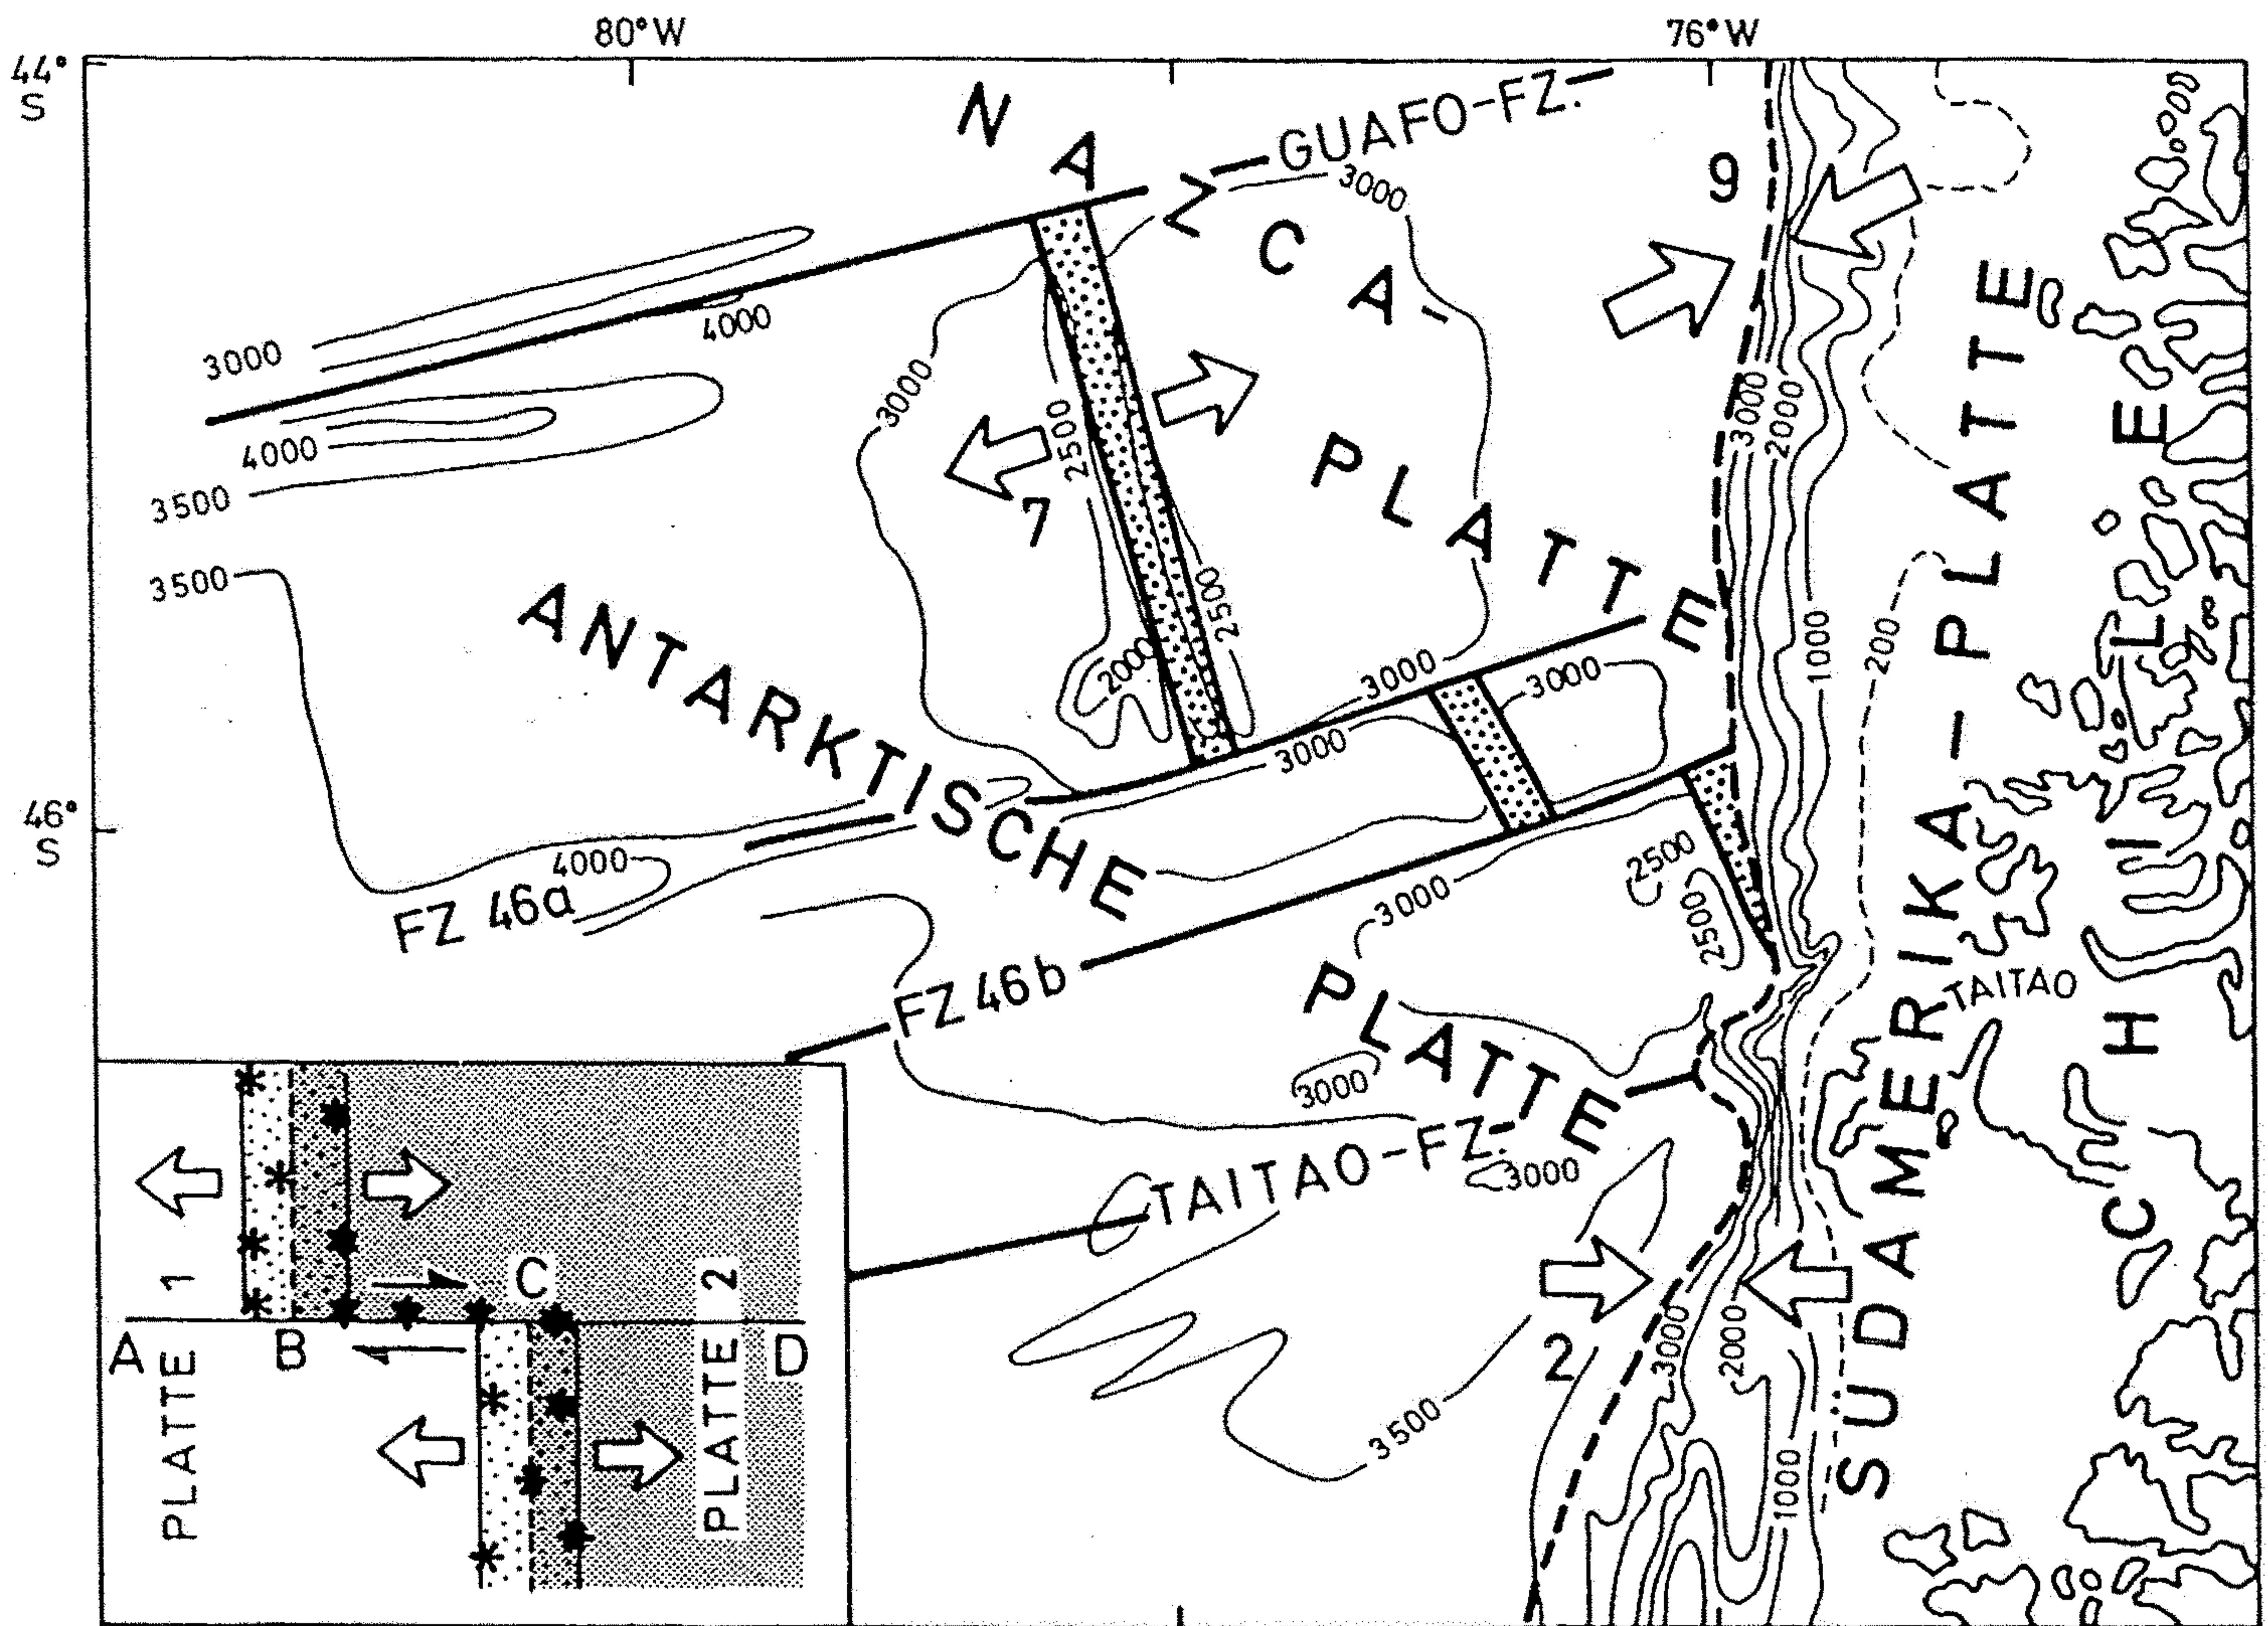 80°W
76°W
44°
S
NAZCA-
PLATTE
GUAFO-FZ.
3000
9
3000
4000
3000
2500
4000
3500
7
3000
2000
3500
2500
ANTARKTISCHE
PLATTE
2000
1000
200
3000
3000
3000
46°
S
4000
FZ 46a
2500
2500
3000
FZ 46b
TAITAO
3000
TAITAO-FZ.
3000
2
3000
2000
3500
1000
SÜDAMERIKA-PLATTE
CHILE
C
A
B
D
PLATTE 1
PLATTE 2